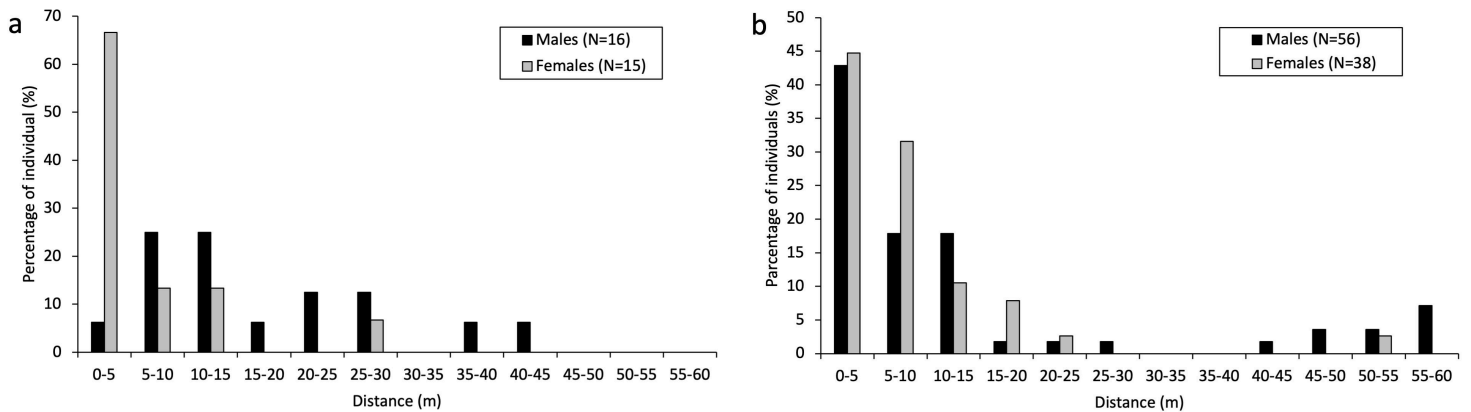 a
70
60
50
40
30
20
10
0
Percentage of individual (%)
Males (N=16)
Females (N=15)
0-5 5-10 10-15 15-20 20-25 25-30 30-35 35-40 40-45 45-50 50-55 55-60
Distance (m)
b
50
45
40
35
30
25
20
15
10
5
0
Parcentage of individuals (%)
Males (N=56)
Females (N=38)
0-5 5-10 10-15 15-20 20-25 25-30 30-35 35-40 40-45 45-50 50-55 55-60
Distance (m)